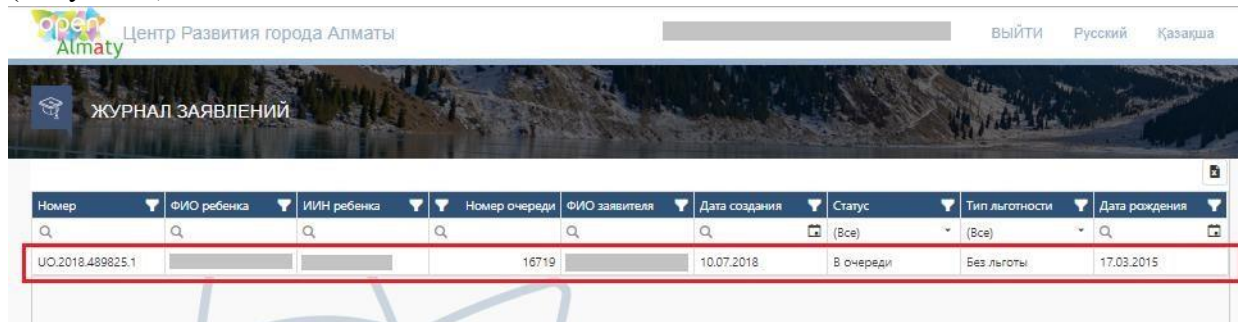 open
Almaty
Центр Развития города Алматы
ВЫЙТИ Русский Қазақша
ЖУРНАЛ ЗАЯВЛЕНИЙ
Номер ФИО ребенка ИИН ребенка Номер очереди ФИО заявителя Дата создания Статус Тип льготности Дата рождения
(Все) (Все)
UO.2018.489825.1 16719 10.07.2018 В очереди Без льготы 17.03.2015